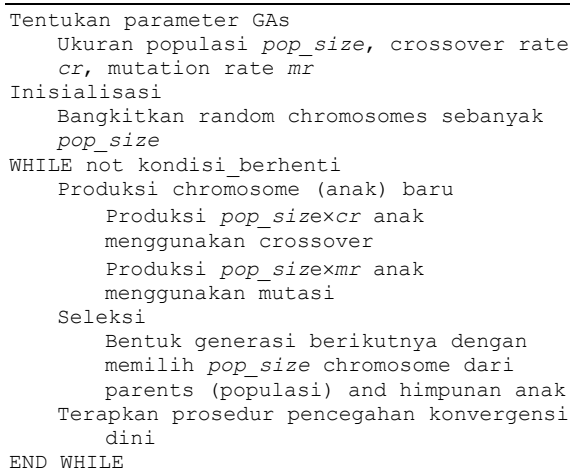 Tentukan parameter GAs
Ukuran populasi pop_size, crossover rate
cr, mutation rate mr
Inisialisasi
Bangkitkan random chromosomes sebanyak
pop_size
WHILE not kondisi_berhenti
Produksi chromosome (anak) baru
Produksi pop_size×cr anak
menggunakan crossover
Produksi pop_size×mr anak
menggunakan mutasi
Seleksi
Bentuk generasi berikutnya dengan
memilih pop_size chromosome dari
parents (populasi) and himpunan anak
Terapkan prosedur pencegahan konvergensi
dini
END WHILE